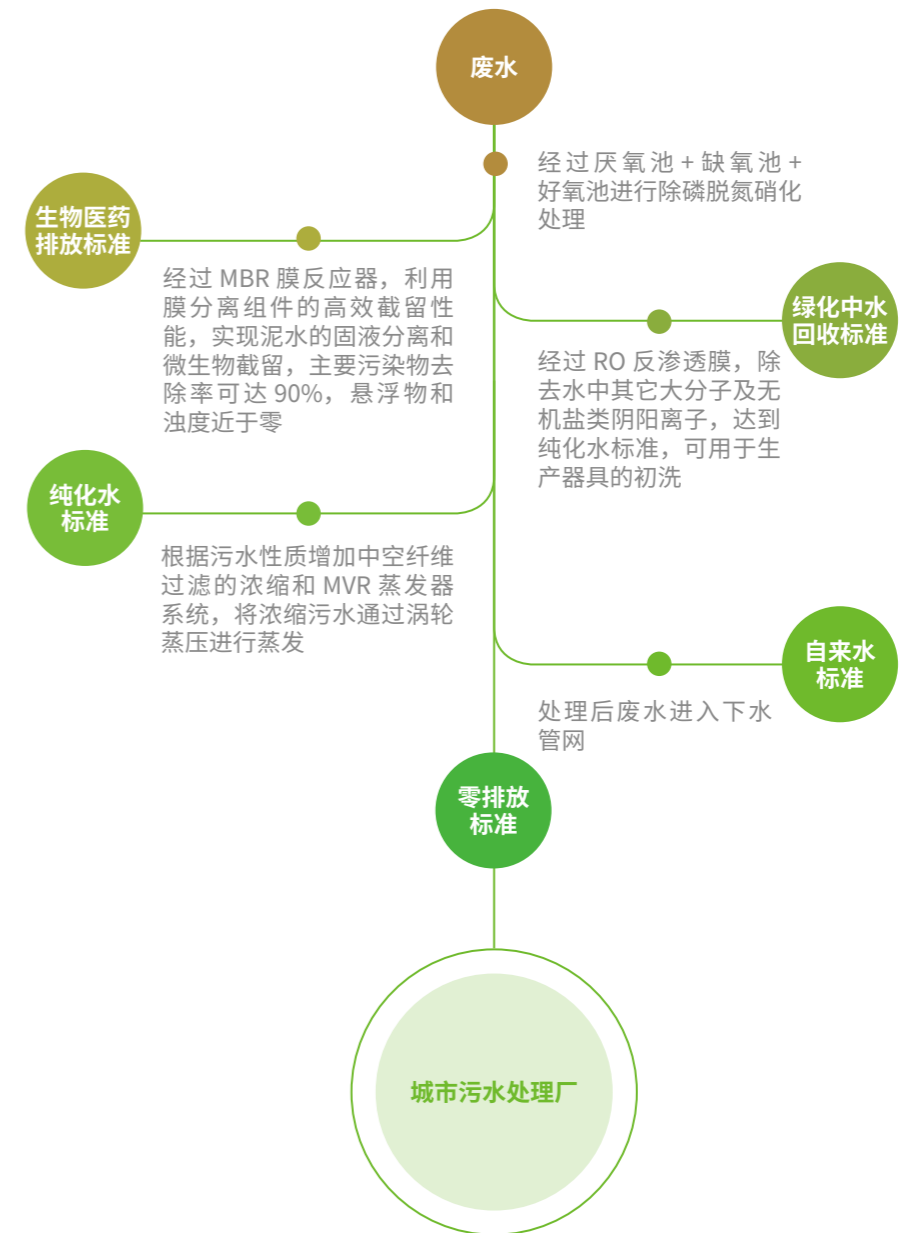 废水
经过厌氧池 + 缺氧池 +
好氧池进行除磷脱氮硝化
处理
生物医药
排放标准
经过 MBR 膜反应器，利用
膜分离组件的高效截留性
能，实现泥水的固液分离和
微生物截留，主要污染物去
除率可达 90%，悬浮物和
浊度近于零
绿化中水
回收标准
经过 RO 反渗透膜，除
去水中其它大分子及无
机盐类阴阳离子，达到
纯化水标准，可用于生
产器具的初洗
纯化水
标准
根据污水性质增加中空纤维
过滤的浓缩和 MVR 蒸发器
系统，将浓缩污水通过涡轮
蒸压进行蒸发
自来水
标准
处理后废水进入下水
管网
零排放
标准
城市污水处理厂